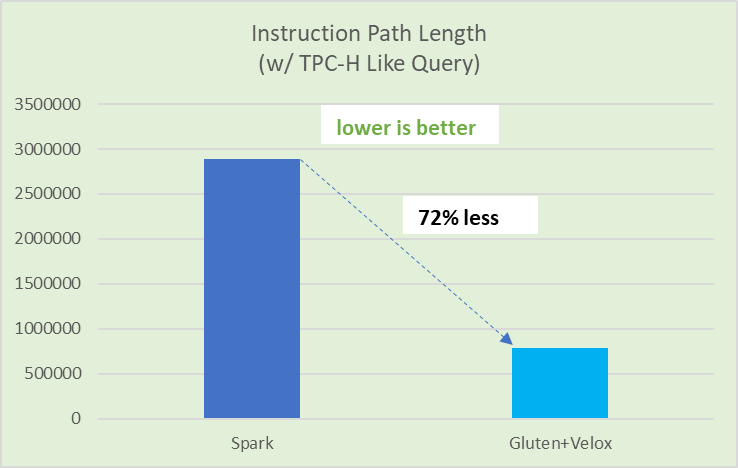 Instruction Path Length
(w/ TPC-H Like Query)
3500000
lower is better
3000000
2500000
72% less
2000000
1500000
1000000
500000
0
Spark
Gluten+Velox